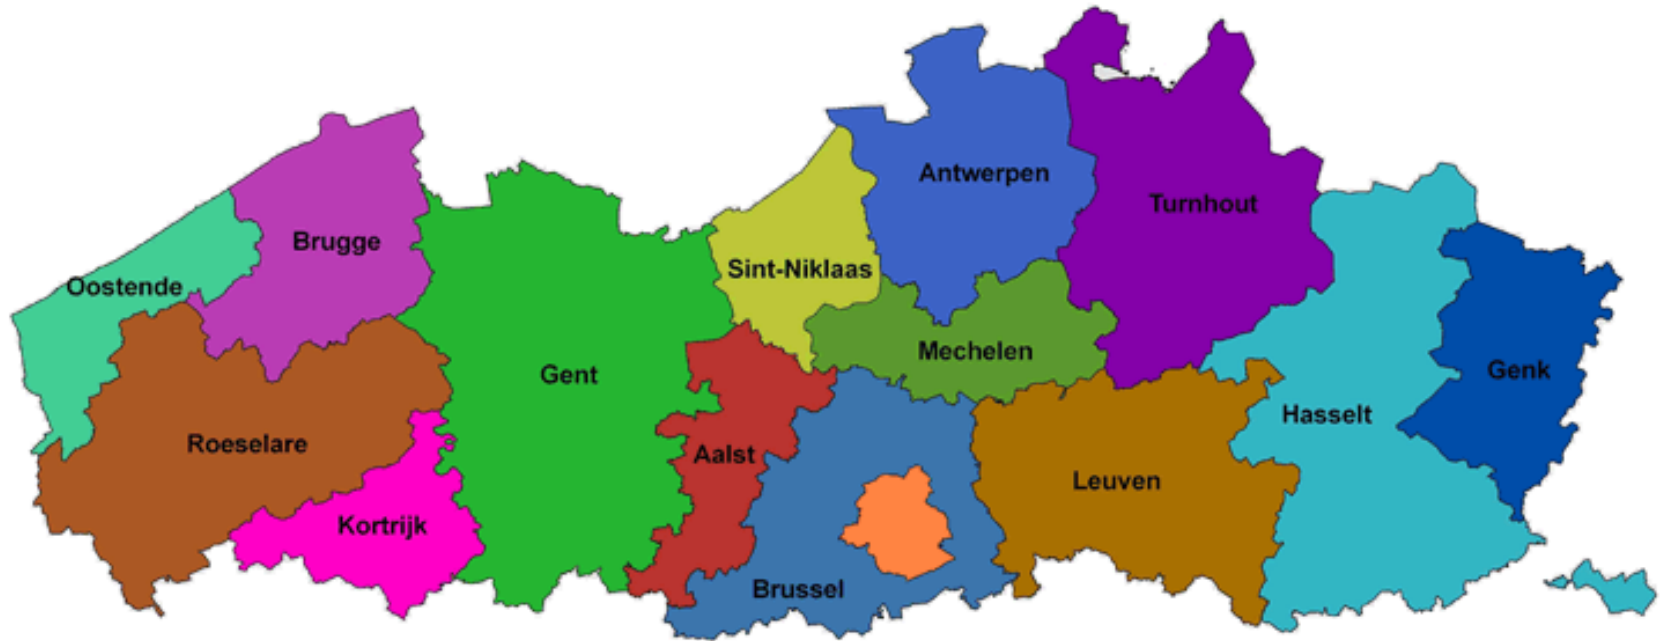 Antwerpen
Turnhout
Brugge
Sint-Niklaas
Oostende
Mechelen
Gent
Genk
Hasselt
Roeselare
Aalst
Leuven
Kortrijk
Brussel